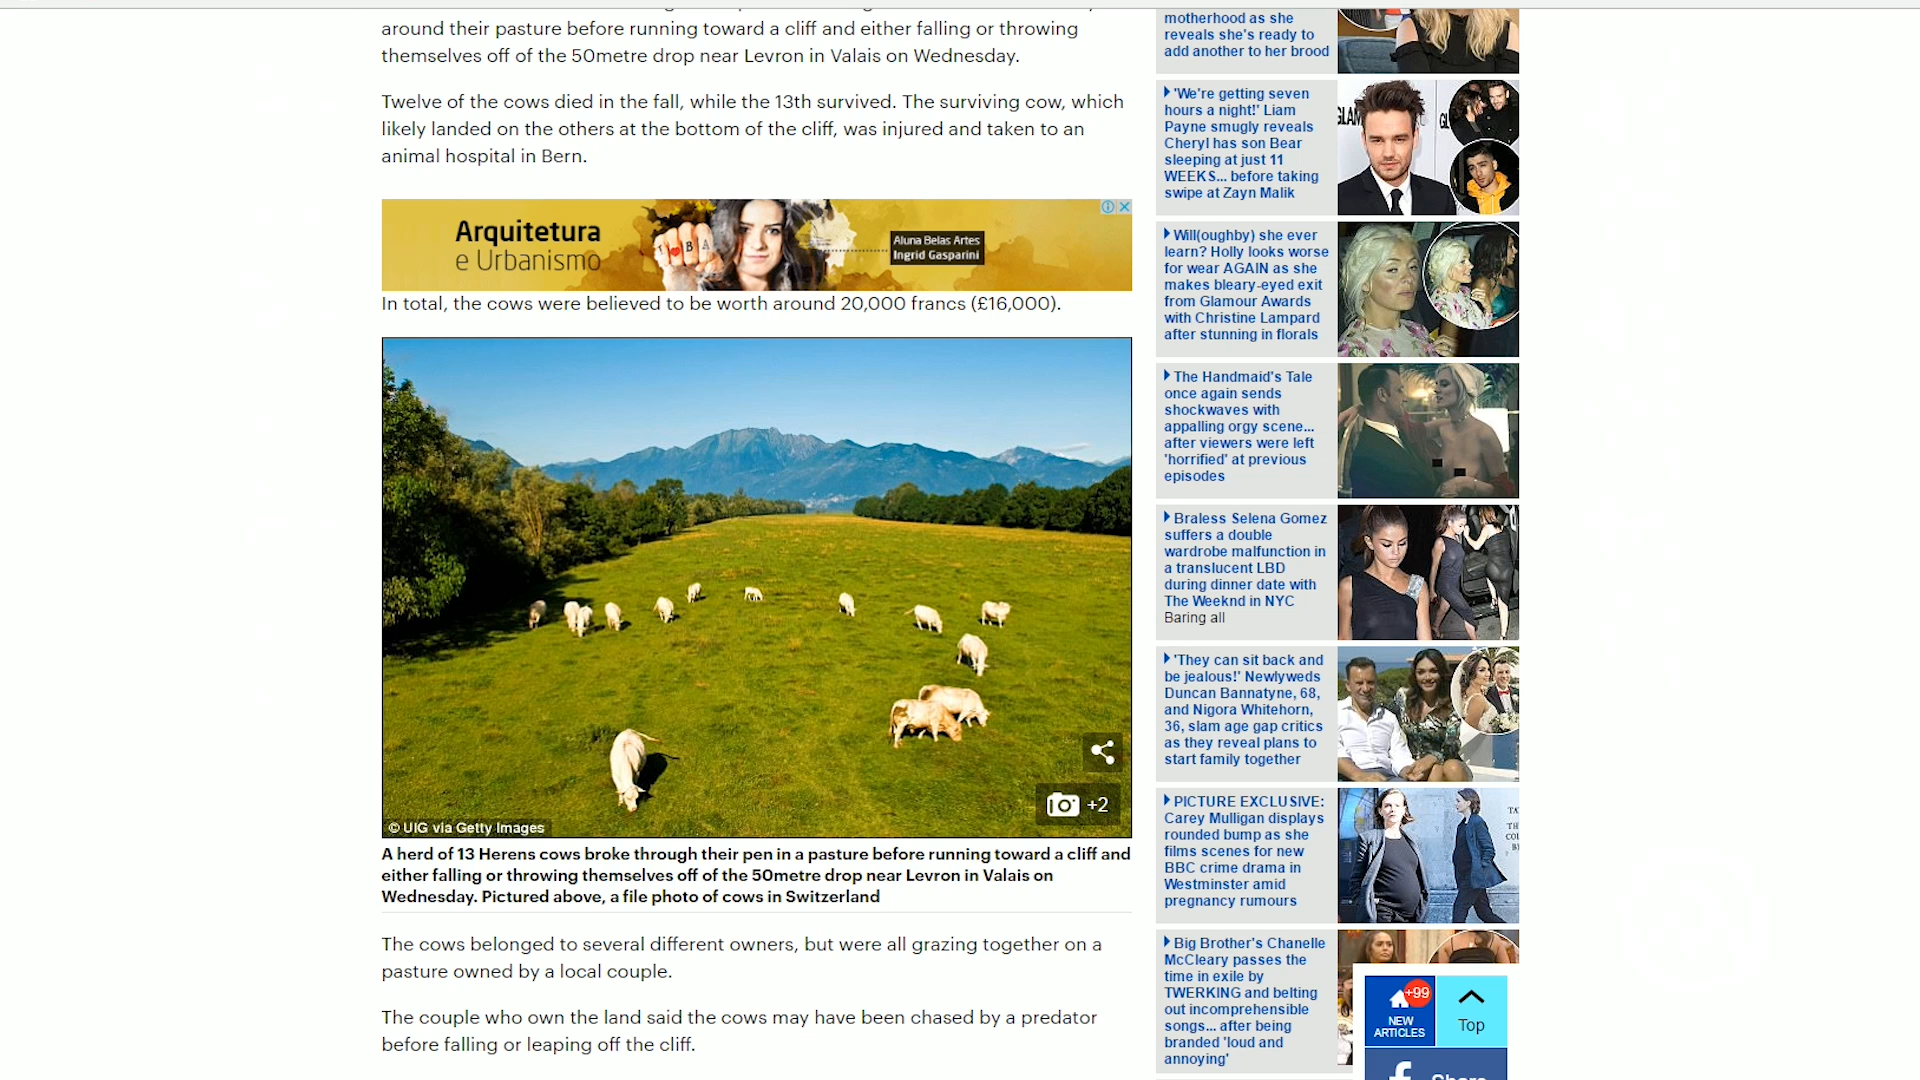 around their pasture before running toward a cliff and either falling or throwing
themselves off of the 50metre drop near Levron in Valais on Wednesday.
Twelve of the cows died in the fall, while the 13th survived. The surviving cow, which
likely landed on the others at the bottom of the cliff, was injured and taken to an
animal hospital in Bern.
Arquitetura
e Urbanismo
Aluna Belas Artes
Ingrid Gasparini
In total, the cows were believed to be worth around 20,000 francs (£16,000).
+2
© UIG via Getty Images
A herd of 13 Herens cows broke through their pen in a pasture before running toward a cliff and
either falling or throwing themselves off of the 50metre drop near Levron in Valais on
Wednesday. Pictured above, a file photo of cows in Switzerland
The cows belonged to several different owners, but were all grazing together on a
pasture owned by a local couple.
The couple who own the land said the cows may have been chased by a predator
before falling or leaping off the cliff.
motherhood as she
reveals she's ready to
add another to her brood
'We're getting seven
hours a night!' Liam
Payne smugly reveals
Cheryl has son Bear
sleeping at just 11
WEEKS... before taking
swipe at Zayn Malik
Will(oughby) she ever
learn? Holly looks worse
for wear AGAIN as she
makes bleary-eyed exit
from Glamour Awards
with Christine Lampard
after stunning in florals
The Handmaid's Tale
once again sends
shockwaves with
appalling orgy scene...
after viewers were left
'horrified' at previous
episodes
Braless Selena Gomez
suffers a double
wardrobe malfunction in
a translucent LBD
during dinner date with
The Weeknd in NYC
Baring all
'They can sit back and
be jealous!' Newlyweds
Duncan Bannatyne, 68,
and Nigora Whitehorn,
36, slam age gap critics
as they reveal plans to
start family together
PICTURE EXCLUSIVE:
Carey Mulligan displays
rounded bump as she
films scenes for new
BBC crime drama in
Westminster amid
pregnancy rumours
Big Brother's Chanelle
McCleary passes the
time in exile by
TWERKING and belting
out incomprehensible
songs... after being
branded 'loud and
annoying'
+99
NEW
ARTICLES
Top
Share